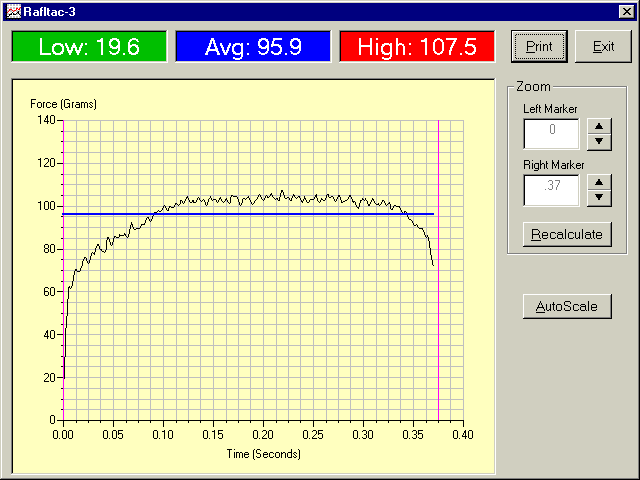 Rafltac-3
Low: 19.6
Avg: 95.9
High: 107.5
Print
Exit
Force (Grams)
140
120
100
80
60
40
20
0
0.00 0.05 0.10 0.15 0.20 0.25 0.30 0.35 0.40
Time (Seconds)
Zoom
Left Marker
0
Right Marker
.37
Recalculate
AutoScale